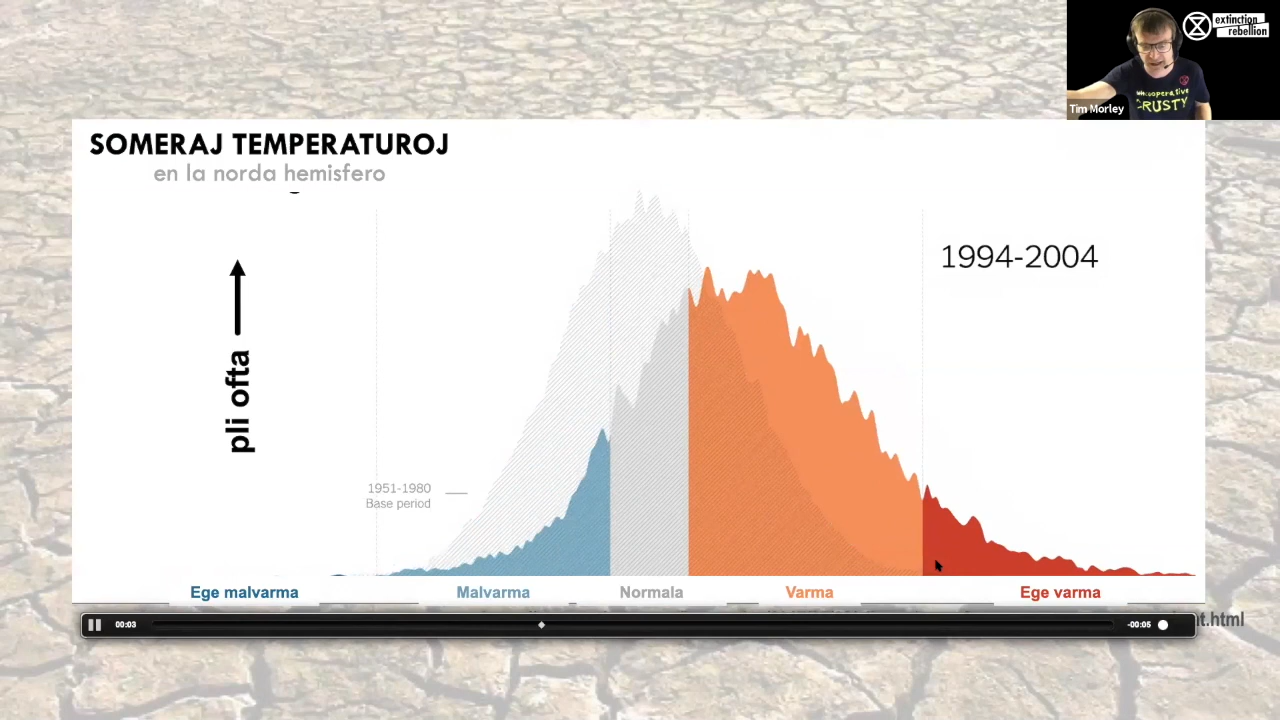 extinction
rebellion
Tim Morley
RUSTY
SOMERAJ TEMPERATUROJ
en la norda hemisfero
1994-2004
pli ofta
1951-1980
Base period
Ege malvarma
Malvarma
Normala
Varma
Ege varma
00:03
-00:05
t.html